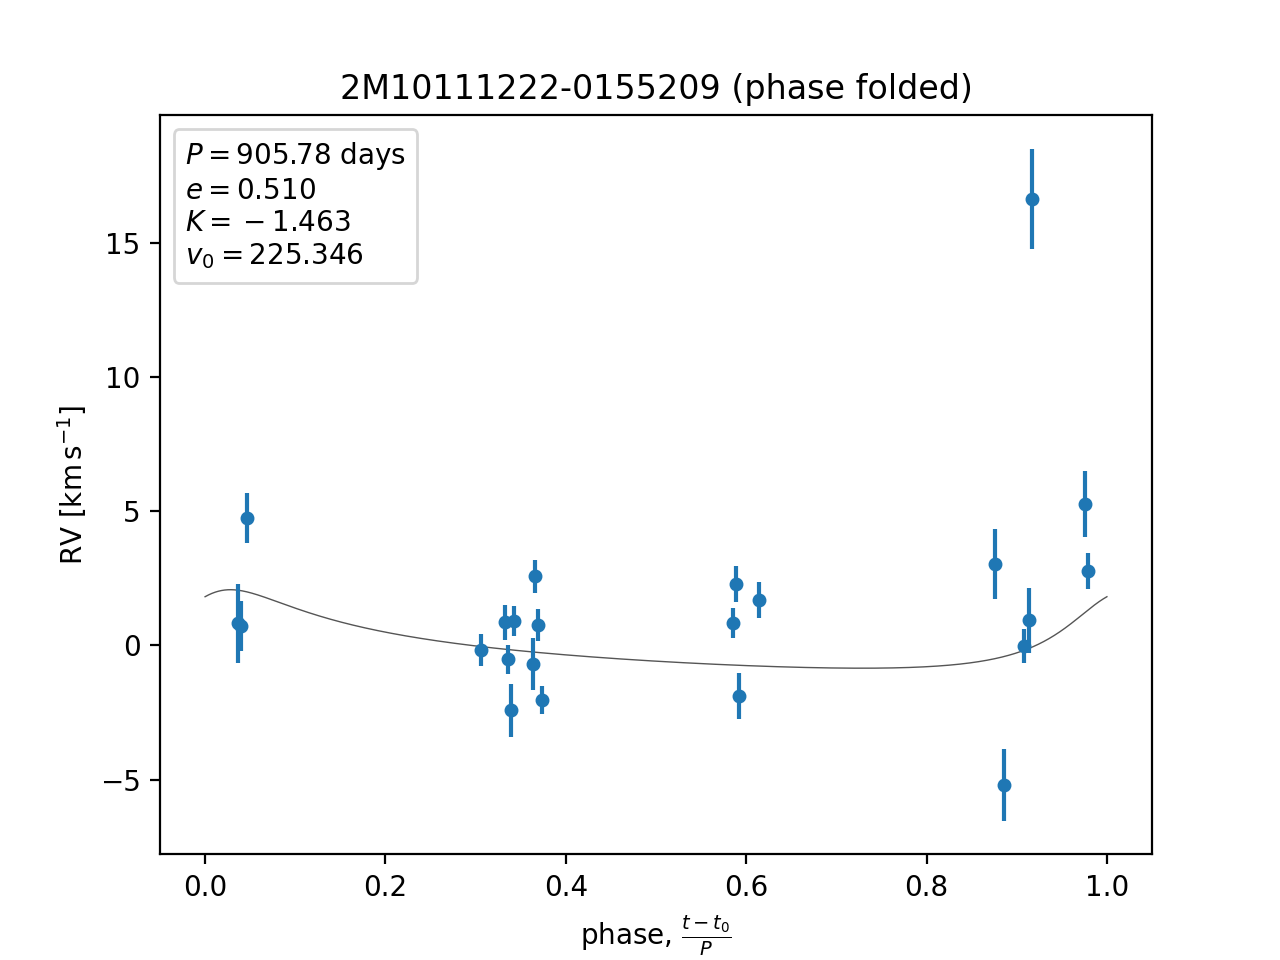 2M10111222-0155209 (phase folded)
P = 905.78 days
e = 0.510
K = −1.463
v₀ = 225.346
15
10
5
0
−5
RV [km s⁻¹]
0.0 0.2 0.4 0.6 0.8 1.0
phase, (t − t₀)/P